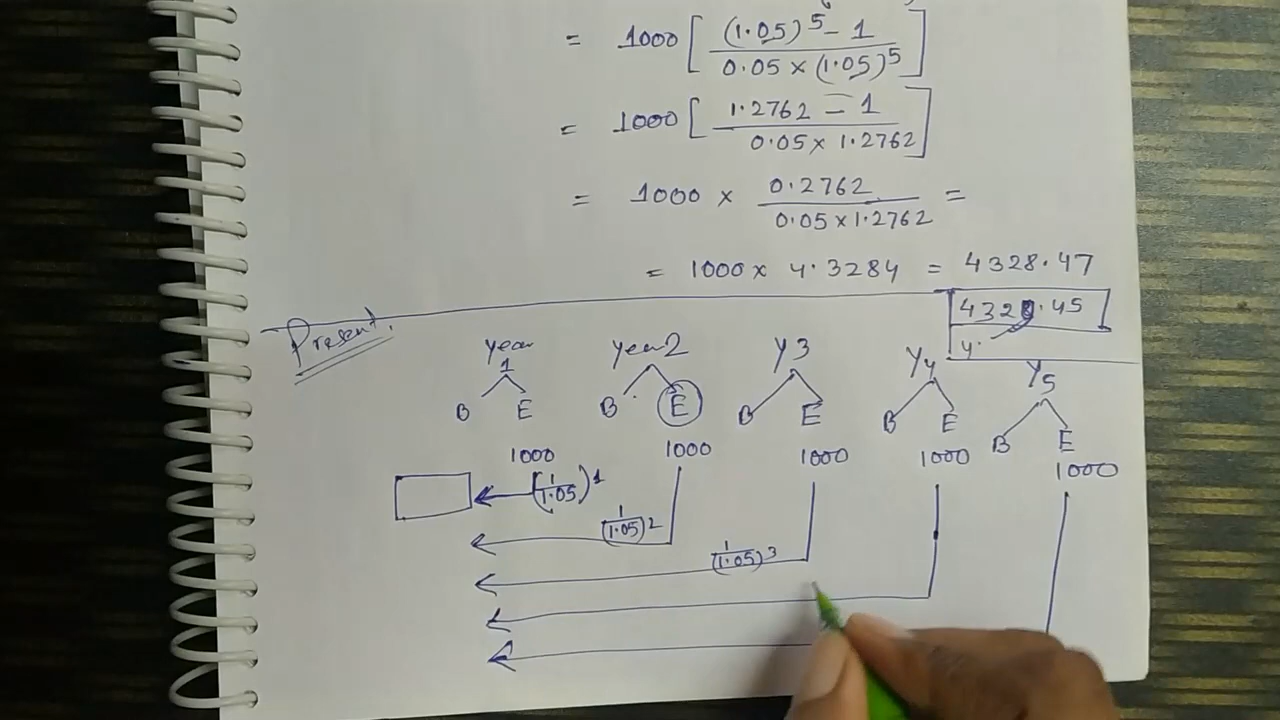 = 1000 [ (1.05)^5 - 1 / 0.05 × (1.05)^5 ]
= 1000 [ 1.2762 - 1 / 0.05 × 1.2762 ]
= 1000 × 0.2762 / 0.05 × 1.2762 =
= 1000 × 4.3284 = 4328.47
4328.45
4.
Present.
year 1 year 2 Y3 Y4 Y5
B E B E B E B E B E
1000 1000 1000 1000 1000
(1/1.05)^1
1/(1.05)^2
1/(1.05)^3